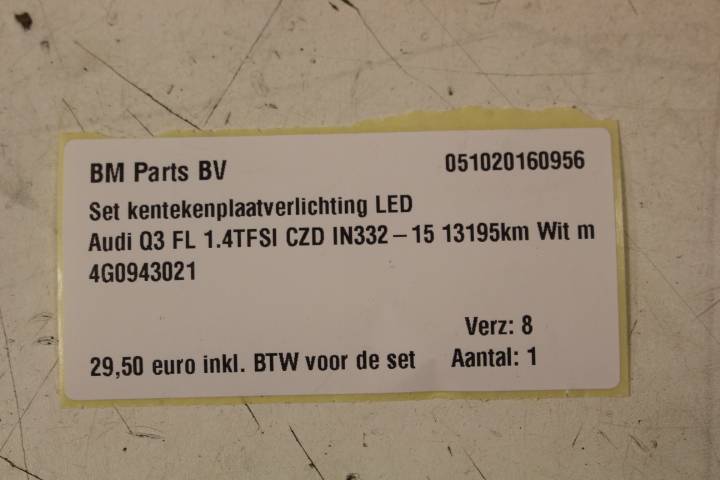 BM Parts BV 051020160956
Set kentekenplaatverlichting LED
Audi Q3 FL 1.4TFSI CZD IN332 – 15 13195km Wit m
4G0943021
Verz: 8
29,50 euro inkl. BTW voor de set Aantal: 1